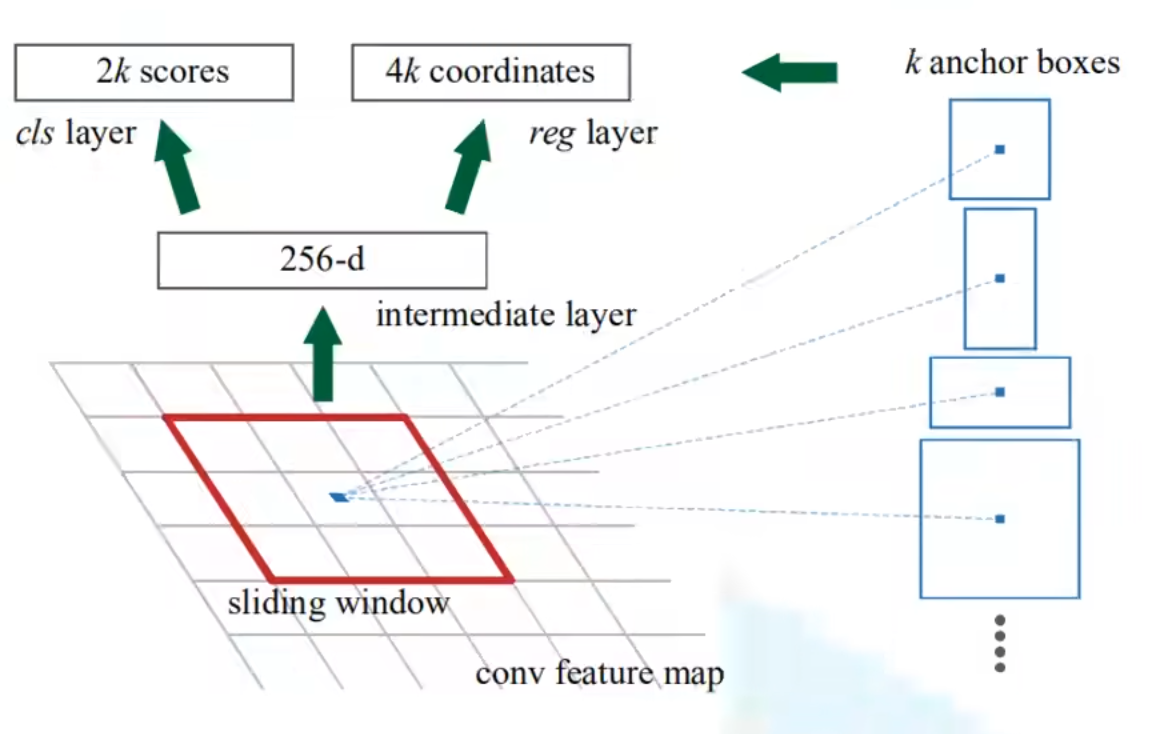 2k scores
4k coordinates
k anchor boxes
cls layer
reg layer
256-d
intermediate layer
sliding window
conv feature map